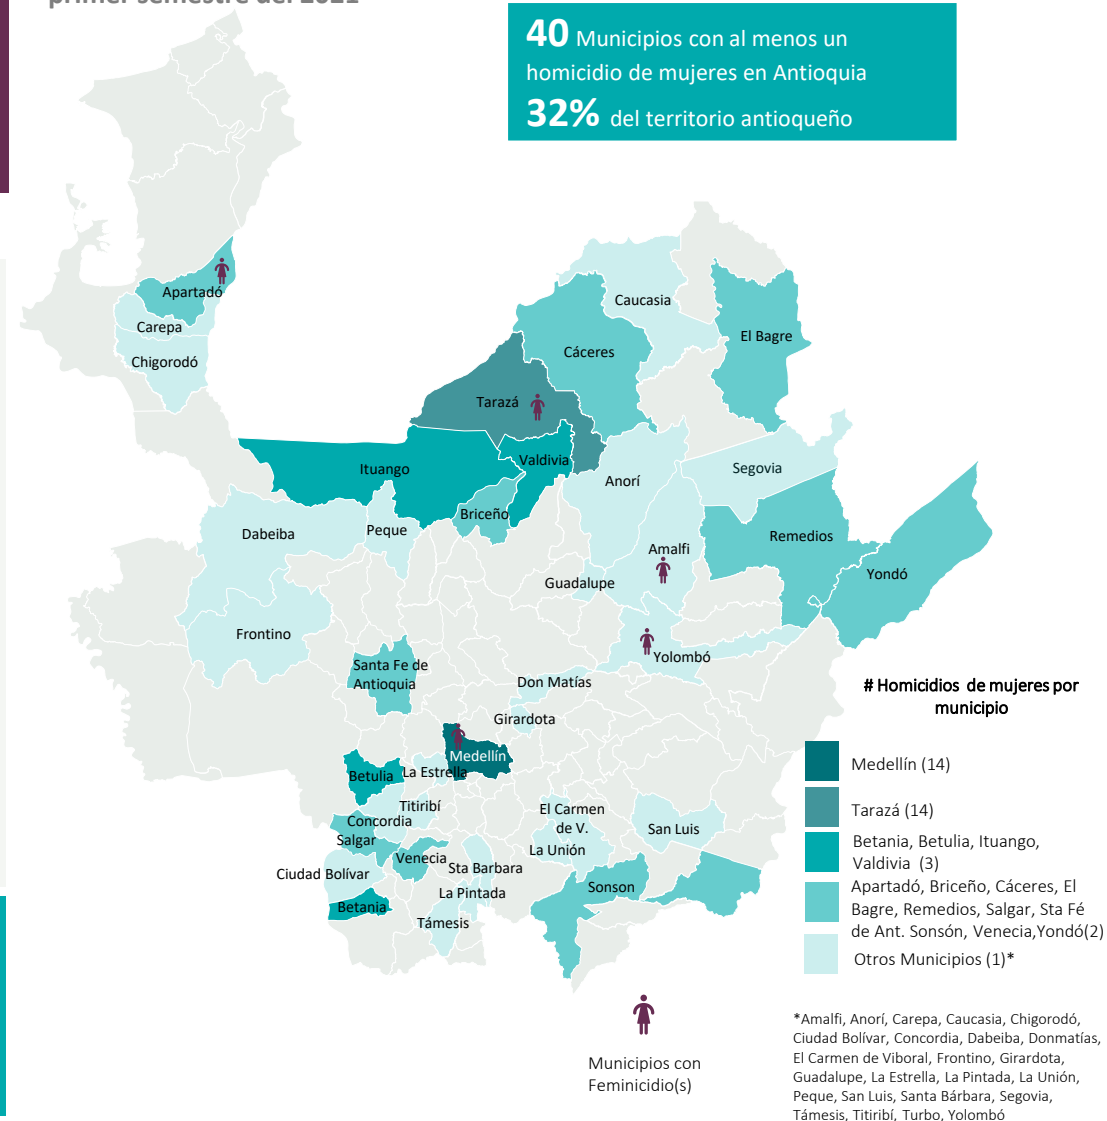 primer semestre del 2021
40 Municipios con al menos un
homicidio de mujeres en Antioquia
32% del territorio antioqueño
Apartadó
Carepa
Chigorodó
Caucasia
El Bagre
Cáceres
Tarazá
Valdivia
Ituango
Segovia
Anorí
Briceño
Peque
Dabeiba
Remedios
Amalfi
Yondó
Guadalupe
Frontino
Yolombó
Santa Fe de
Antioquia
Don Matías
Girardota
Medellín
Betulia
La Estrella
Titiribí
Concordia
Salgar
El Carmen
de V.
San Luis
La Unión
Venecia
Sta Barbara
Ciudad Bolívar
La Pintada
Sonson
Betania
Támesis
# Homicidios de mujeres por
municipio
Medellín (14)
Tarazá (14)
Betania, Betulia, Ituango,
Valdivia (3)
Apartadó, Briceño, Cáceres, El
Bagre, Remedios, Salgar, Sta Fé
de Ant. Sonsón, Venecia,Yondó(2)
Otros Municipios (1)*
Municipios con
Feminicidio(s)
*Amalfi, Anorí, Carepa, Caucasia, Chigorodó,
Ciudad Bolívar, Concordia, Dabeiba, Donmatías,
El Carmen de Viboral, Frontino, Girardota,
Guadalupe, La Estrella, La Pintada, La Unión,
Peque, San Luis, Santa Bárbara, Segovia,
Támesis, Titiribí, Turbo, Yolombó